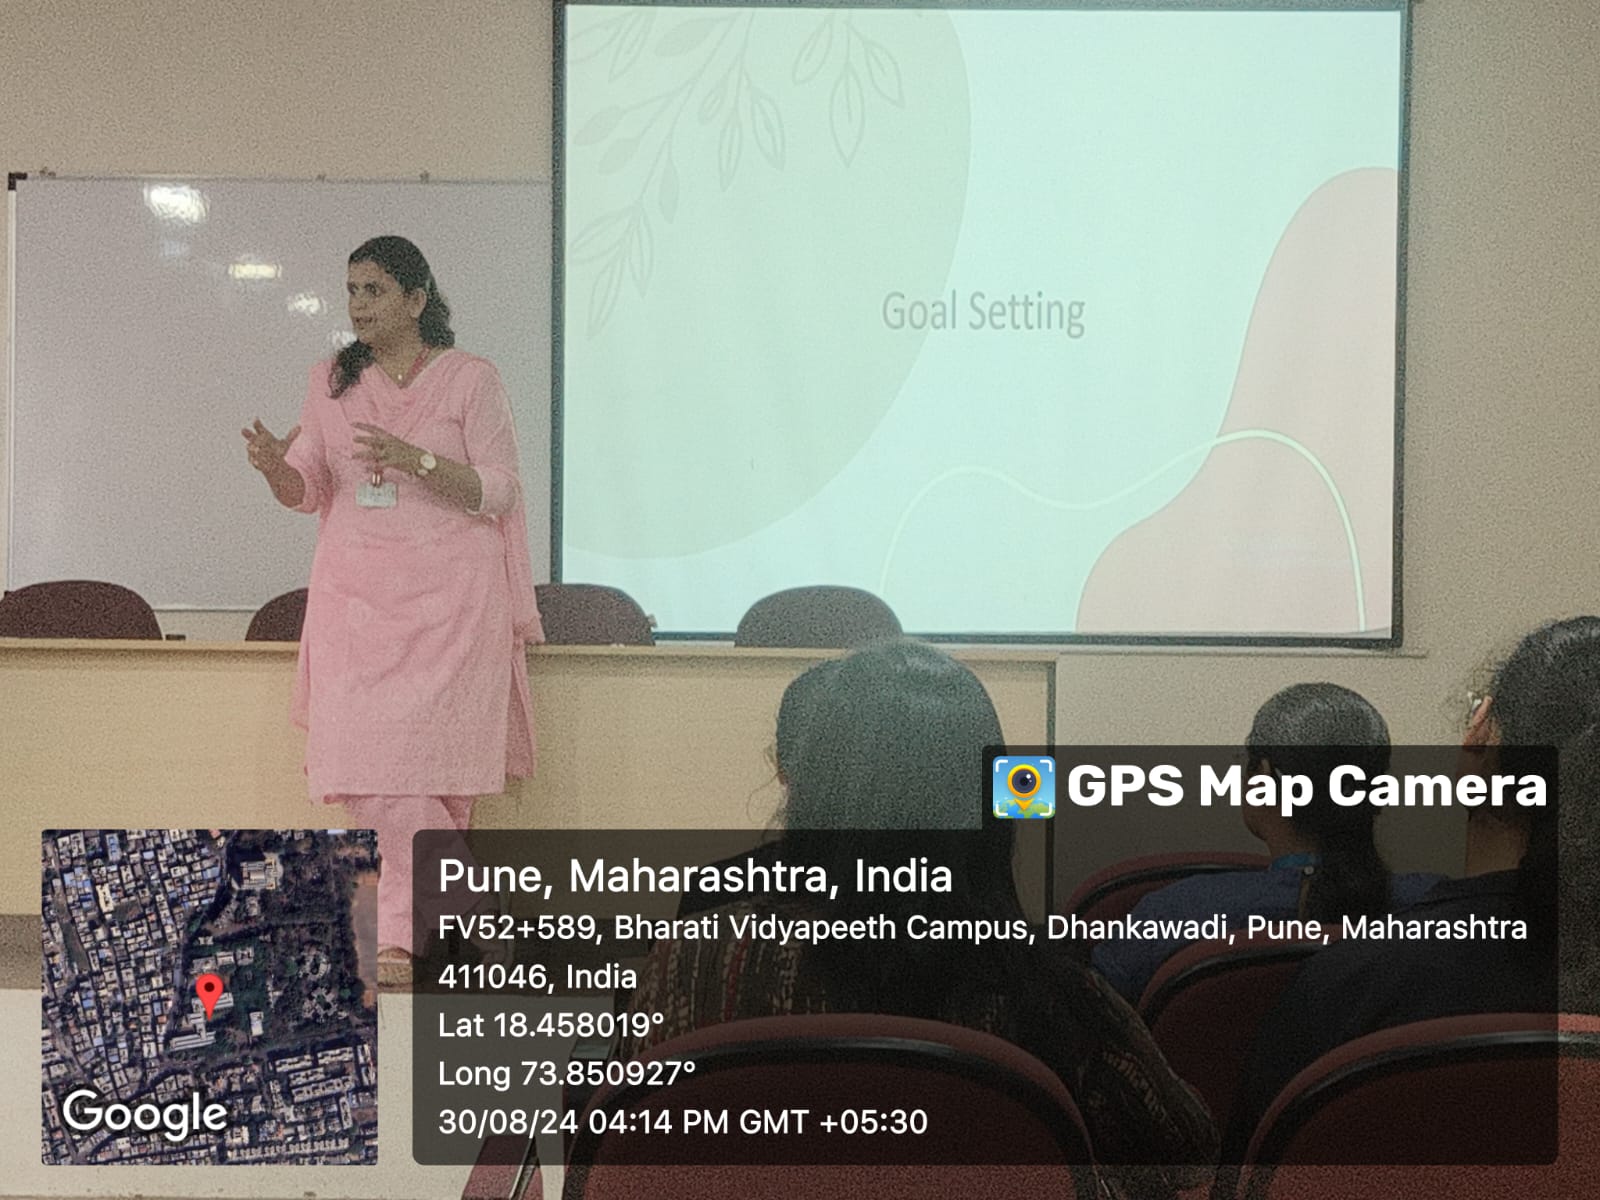 Goal Setting
GPS Map Camera
Pune, Maharashtra, India
FV52+589, Bharati Vidyapeeth Campus, Dhankawadi, Pune, Maharashtra
411046, India
Lat 18.458019°
Long 73.850927°
30/08/24 04:14 PM GMT +05:30
Google